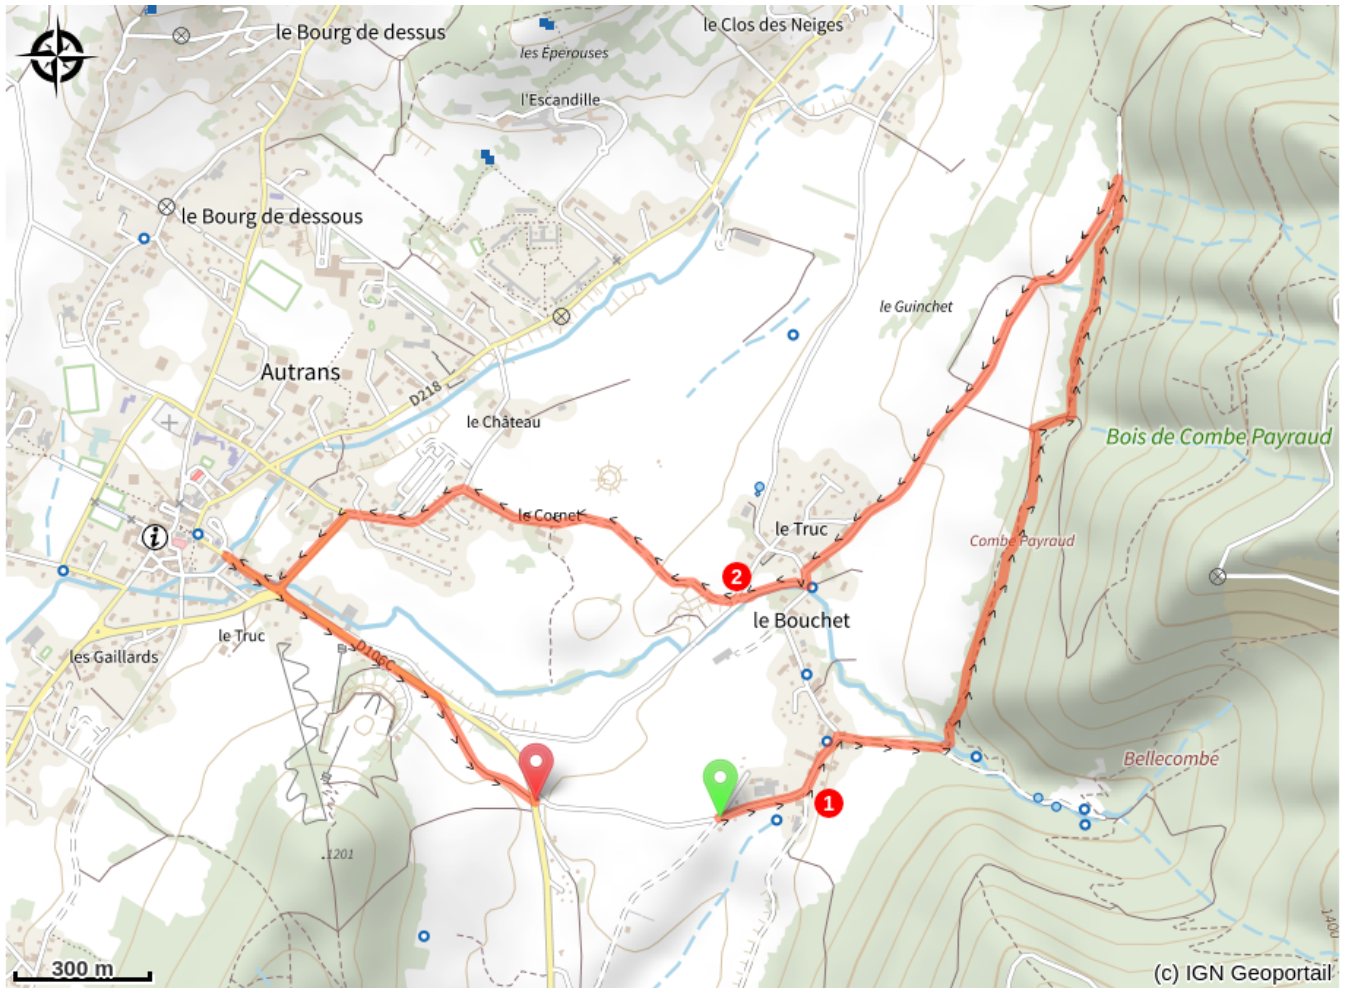 le Bourg de dessus
le Clos des Neiges
les Éperouses
l'Escandille
le Bourg de dessous
le Guinchet
Autrans
D218
le Château
Bois de Combe Payraud
le Cornet
le Truc
Combe Payraud
i
2
le Bouchet
le Truc
D106C
les Gaillards
Bellecombe
1
.1201
1400
300 m
(c) IGN Geoportail